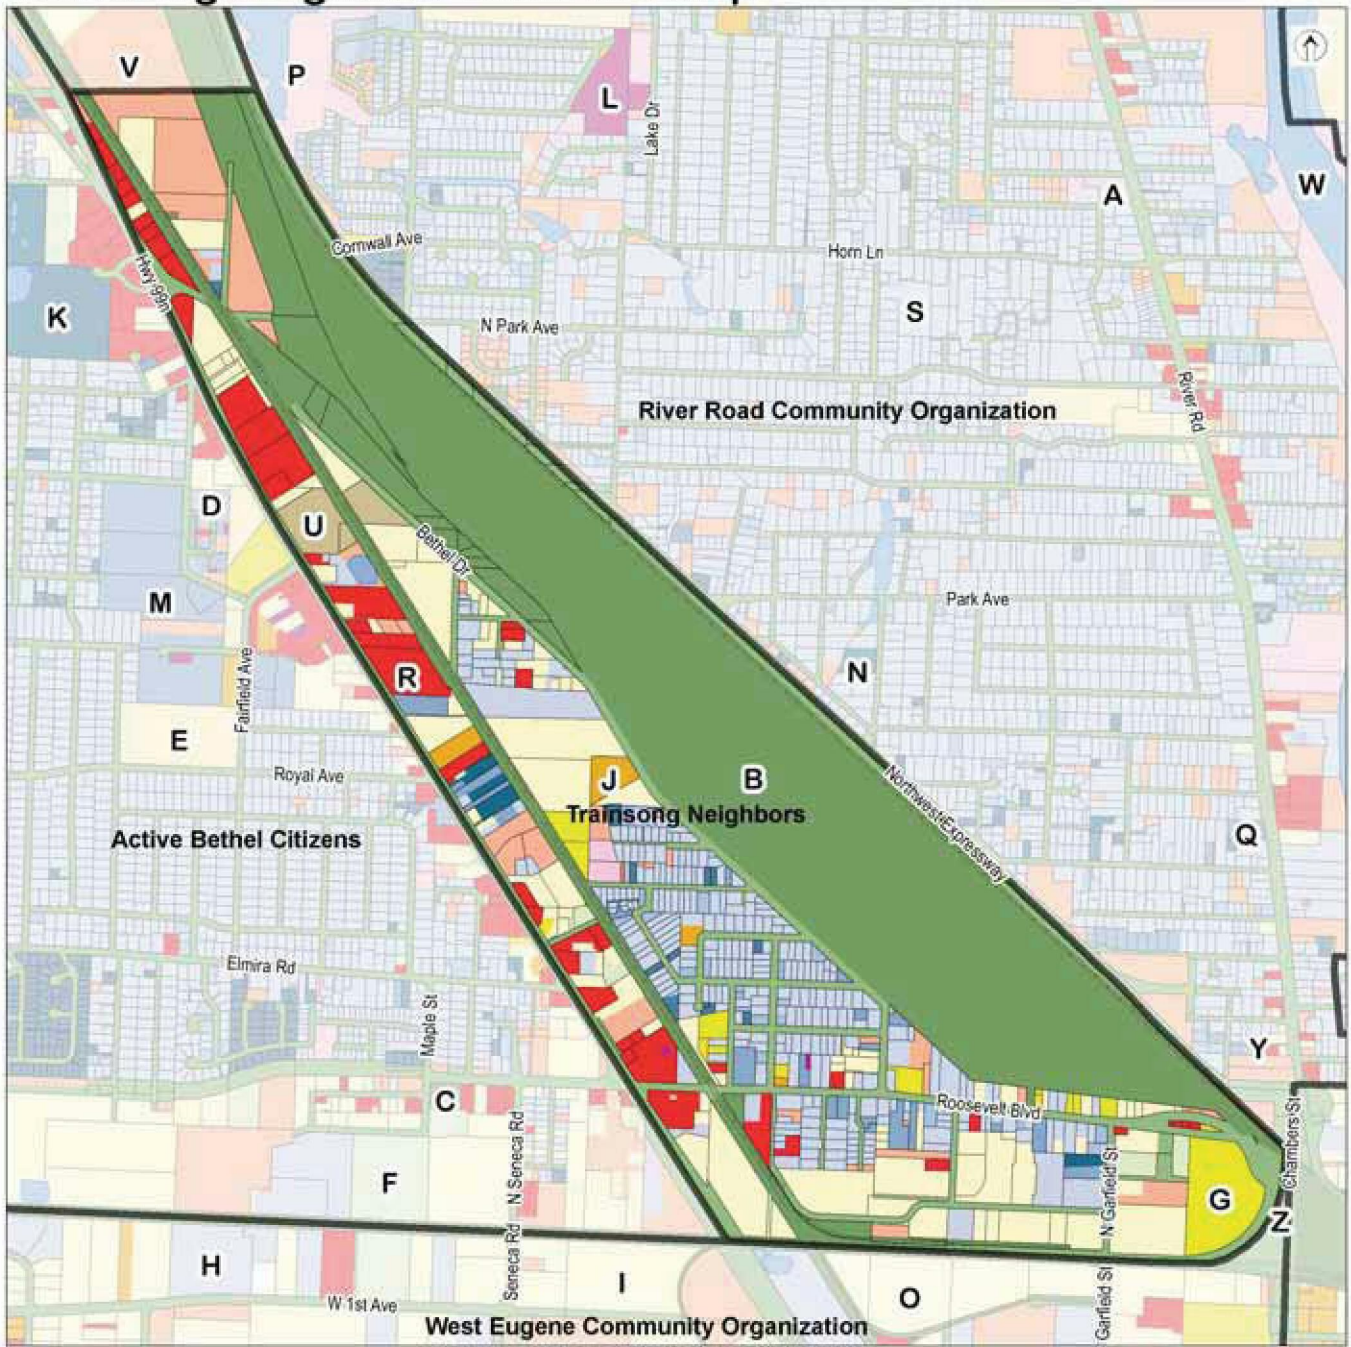 V
P
L
Lake Dr
A
W
Cornwall Ave
Horn Ln
Hwy 99n
K
N Park Ave
S
River Rd
River Road Community Organization
D
U
Bethel Dr
M
Park Ave
R
N
Fairfield Ave
E
Royal Ave
J
B
Northwest Expressway
Trainsong Neighbors
Active Bethel Citizens
Q
Elmira Rd
Maple St
Y
C
Roosevelt Blvd
Chambers St
N Seneca Rd
F
N Garfield St
G
Z
H
Seneca Rd
I
O
Garfield St
W 1st Ave
West Eugene Community Organization